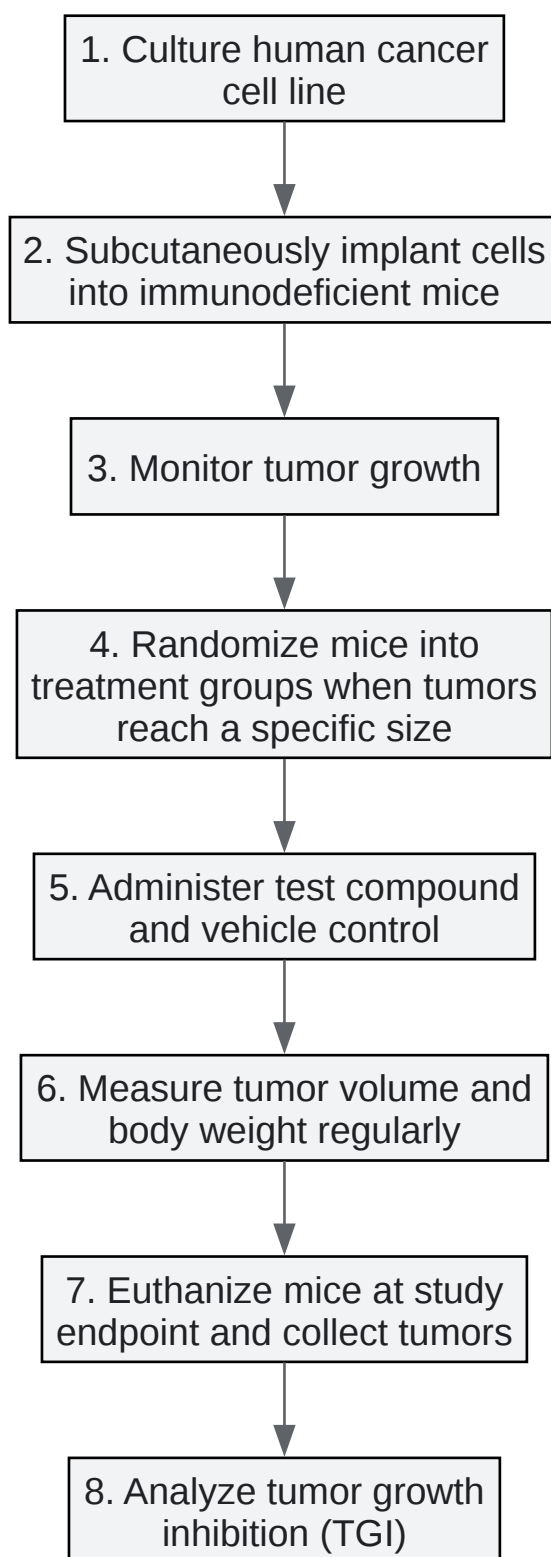 1. Culture human cancer
cell line
2. Subcutaneously implant cells
into immunodeficient mice
3. Monitor tumor growth
4. Randomize mice into
treatment groups when tumors
reach a specific size
5. Administer test compound
and vehicle control
6. Measure tumor volume and
body weight regularly
7. Euthanize mice at study
endpoint and collect tumors
8. Analyze tumor growth
inhibition (TGI)